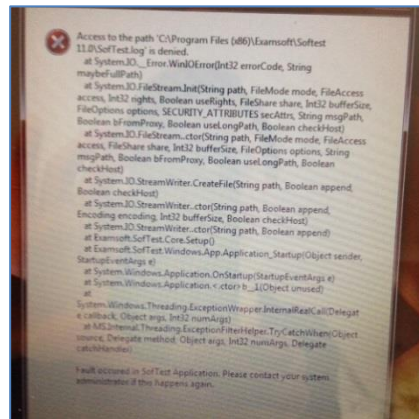 Access to the path 'C:\Program Files (x86)\Examsoft\Softest
11.0\SofTest.log' is denied.
at System.IO.__Error.WinIOError(Int32 errorCode, String
maybeFullPath)
at System.IO.FileStream.Init(String path, FileMode mode, FileAccess
access, Int32 rights, Boolean useRights, FileShare share, Int32 bufferSize,
FileOptions options, SECURITY_ATTRIBUTES secAttrs, String msgPath,
Boolean bFromProxy, Boolean useLongPath, Boolean checkHost)
at System.IO.FileStream..ctor(String path, FileMode mode, FileAccess
access, FileShare share, Int32 bufferSize, FileOptions options, String
msgPath, Boolean bFromProxy, Boolean useLongPath, Boolean
checkHost)
at System.IO.StreamWriter.CreateFile(String path, Boolean append,
Boolean checkHost)
at System.IO.StreamWriter..ctor(String path, Boolean append,
Encoding encoding, Int32 bufferSize, Boolean checkHost)
at System.IO.StreamWriter..ctor(String path, Boolean append)
at Examsoft.SofTest.Core.Setup()
at Examsoft.SofTest.Windows.App.Application_Startup(Object sender,
StartupEventArgs e)
at System.Windows.Application.OnStartup(StartupEventArgs e)
at System.Windows.Application.<.ctor>b__1(Object unused)
at
System.Windows.Threading.ExceptionWrapper.InternalRealCall(Delegat
e callback, Object args, Int32 numArgs)
at MS.Internal.Threading.ExceptionFilterHelper.TryCatchWhen(Object
source, Delegate method, Object args, Int32 numArgs, Delegate
catchHandler)
Fault occured in SofTest Application. Please contact your system
administrator if this happens again.